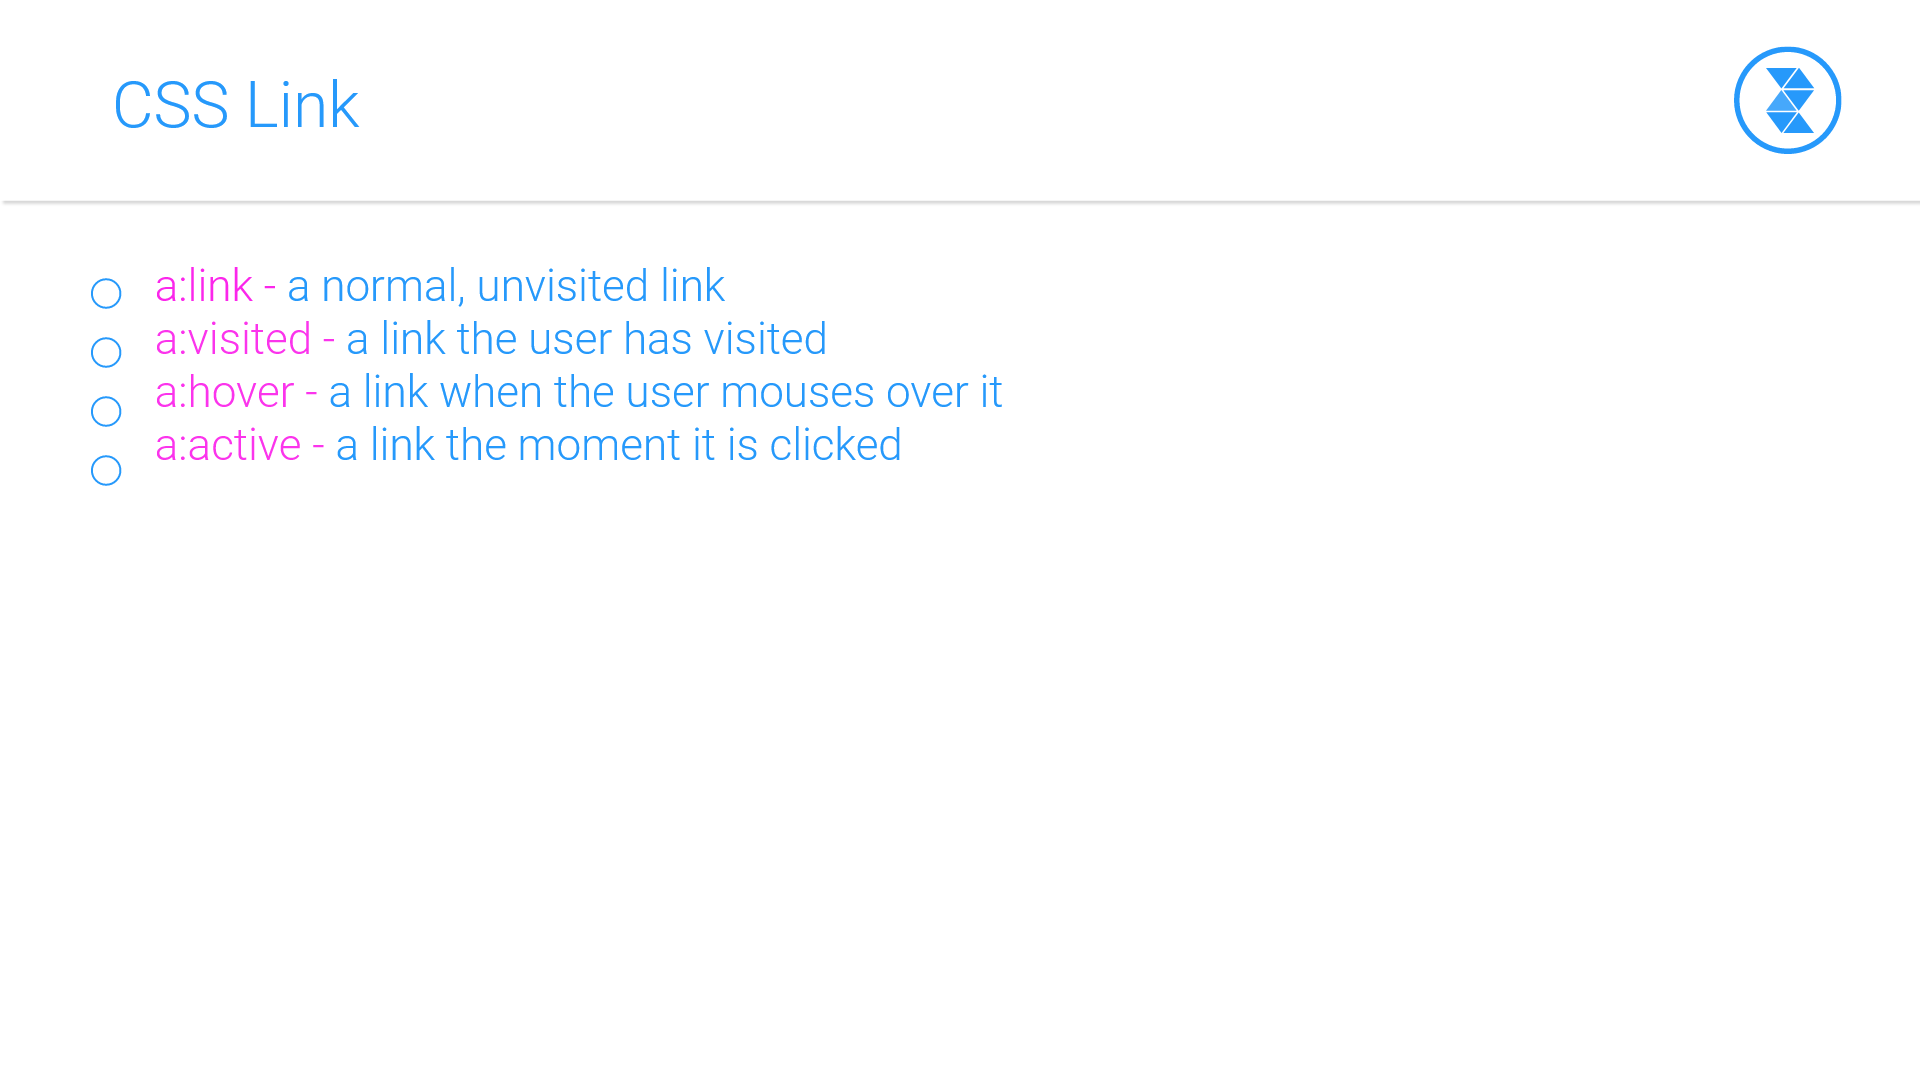 CSS Link
a:link - a normal, unvisited link
a:visited - a link the user has visited
a:hover - a link when the user mouses over it
a:active - a link the moment it is clicked